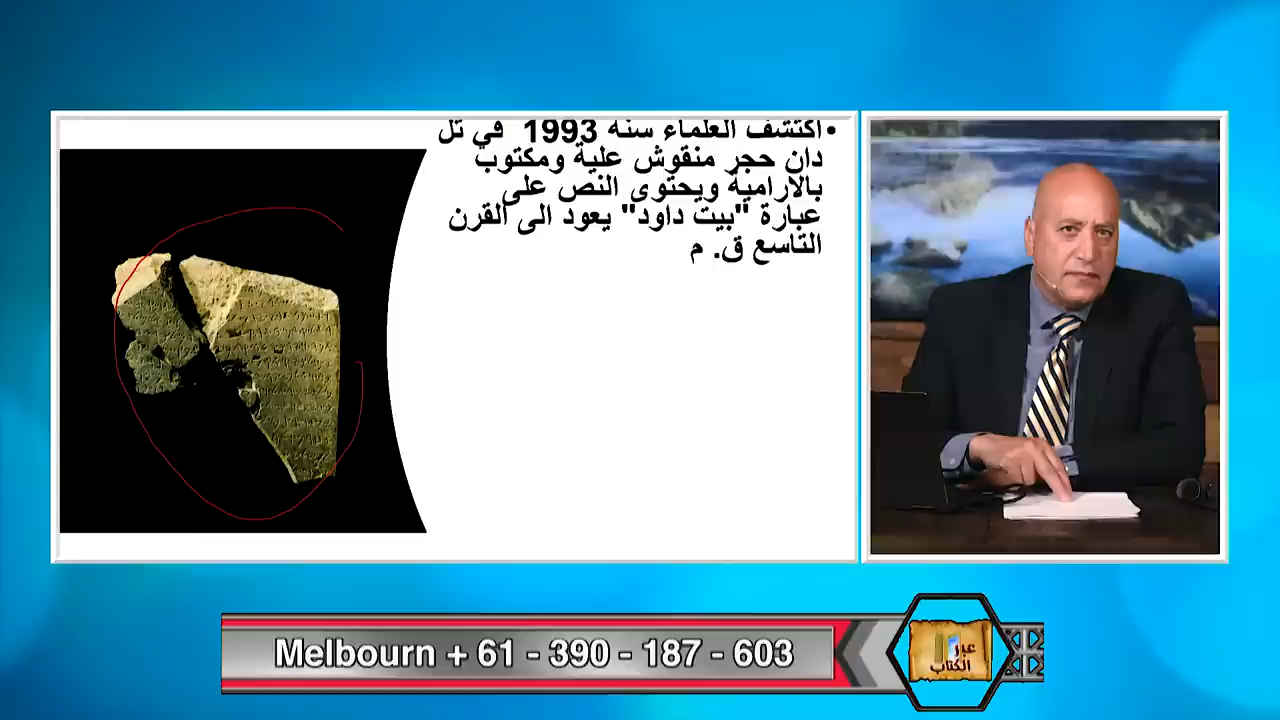 •اكتشف العلماء سنه 1993 في تل
دان حجر منقوش علية ومكتوب
بالارامية ويحتوى النص على
عبارة "بيت داود" يعود الى القرن
التاسع ق. م
Melbourn + 61 - 390 - 187 - 603
عبر
الكتاب